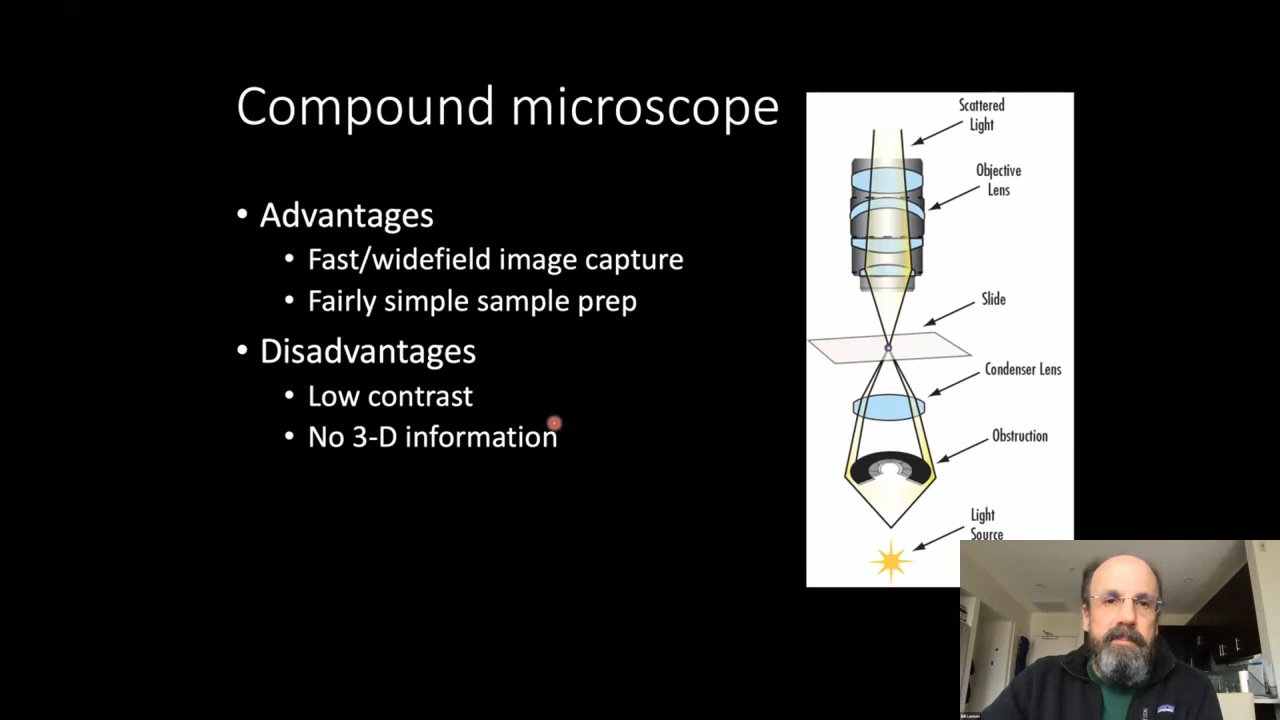 Compound microscope
• Advantages
• Fast/widefield image capture
• Fairly simple sample prep
• Disadvantages
• Low contrast
• No 3-D information
Scattered
Light
Objective
Lens
Slide
Condenser Lens
Obstruction
Light
Source